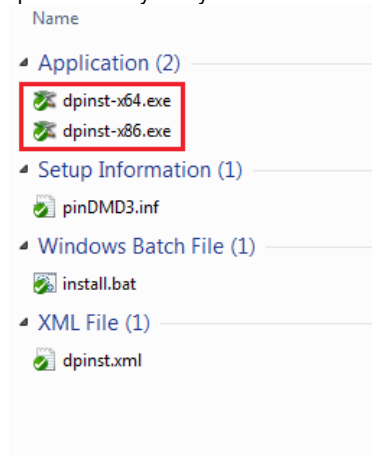 Name
Application (2)
dpinst-x64.exe
dpinst-x86.exe
Setup Information (1)
pinDMD3.inf
Windows Batch File (1)
install.bat
XML File (1)
dpinst.xml